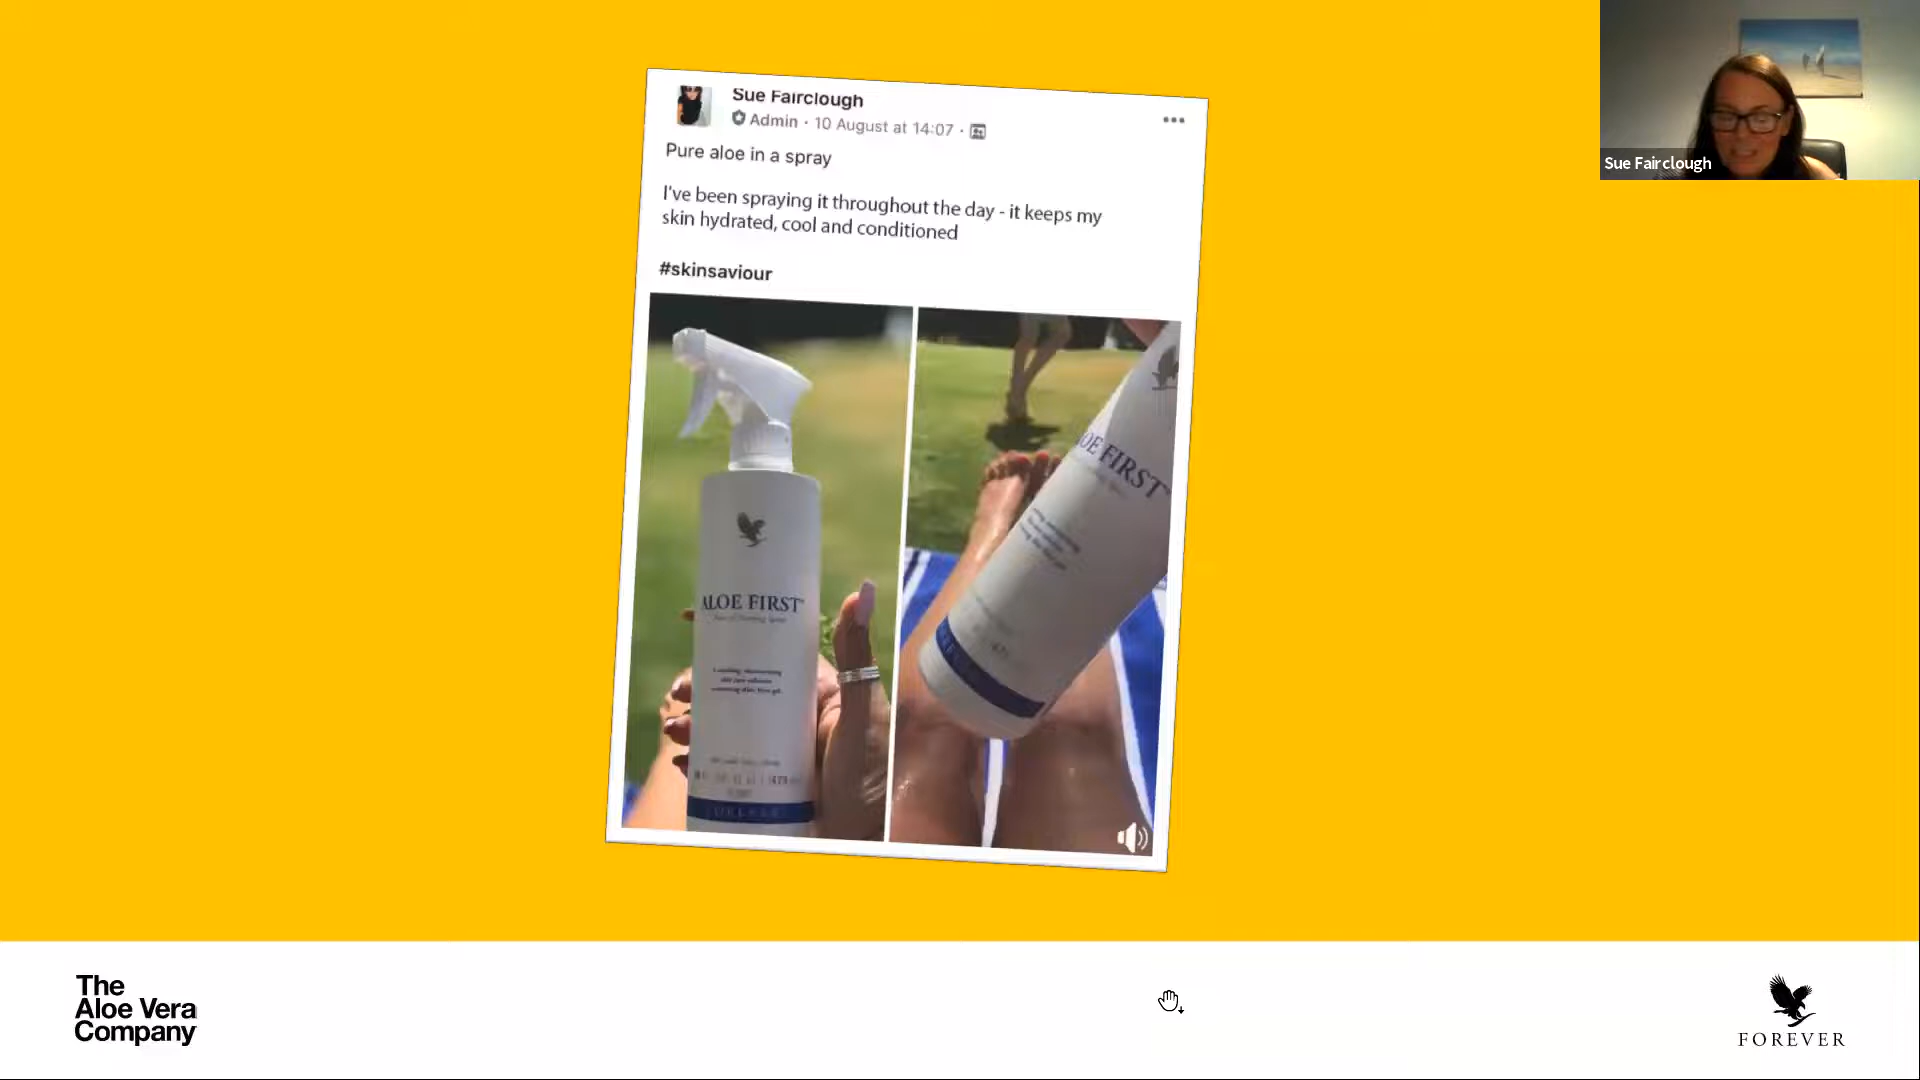 Sue Fairclough
Admin · 10 August at 14:07 ·
Pure aloe in a spray
I've been spraying it throughout the day - it keeps my
skin hydrated, cool and conditioned
#skinsaviour
ALOE FIRST
FOREVER
OE FIRST
Sue Fairclough
The
Aloe Vera
Company
FOREVER